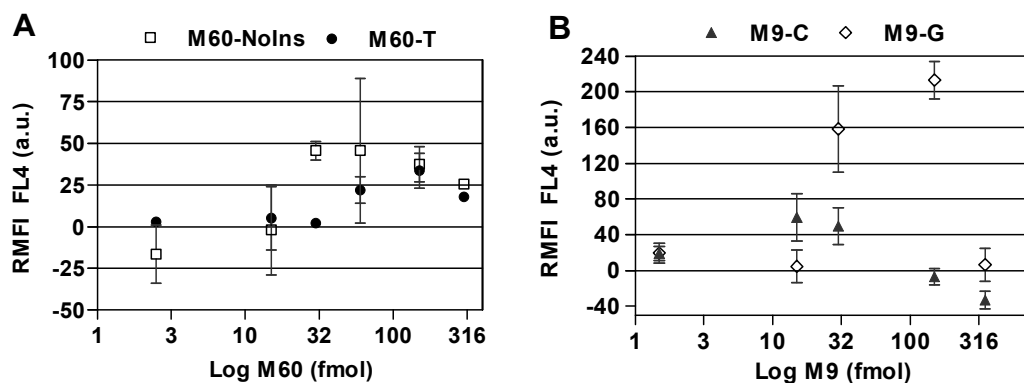 A
M60-NoIns M60-T
100
75
50
25
0
-25
-50
RMFI FL4 (a.u.)
1 3 10 32 100 316
Log M60 (fmol)
B
M9-C M9-G
240
200
160
120
80
40
0
-40
RMFI FL4 (a.u.)
1 3 10 32 100 316
Log M9 (fmol)